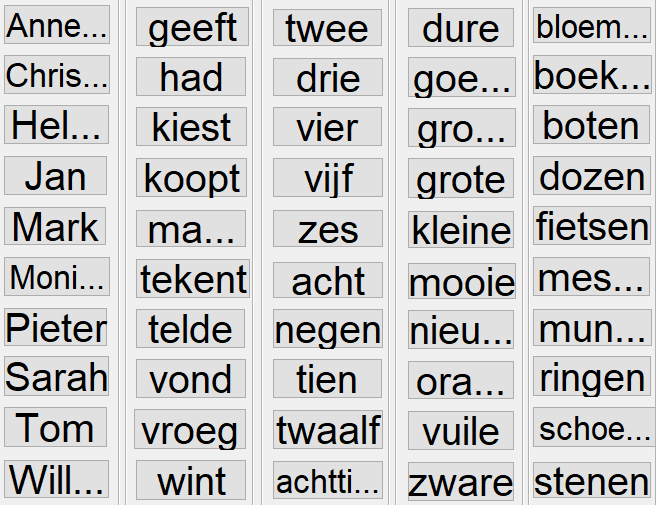 Anne... geeft twee dure bloem...
Chris... had drie goe... boek...
Hel... kiest vier gro... boten
Jan koopt vijf grote dozen
Mark ma... zes kleine fietsen
Moni... tekent acht mooie mes...
Pieter telde negen nieu... mun...
Sarah vond tien ora... ringen
Tom vroeg twaalf vuile schoe...
Will... wint achtti... zware stenen